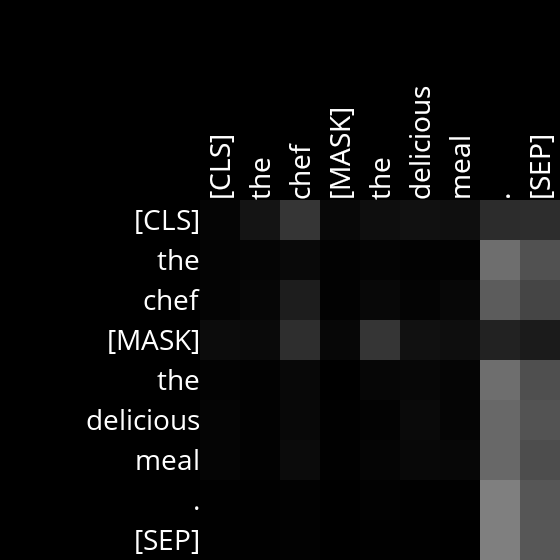 [CLS]
the
chef
[MASK]
the
delicious
meal
.
[SEP]
[CLS]
the
chef
[MASK]
the
delicious
meal
.
[SEP]